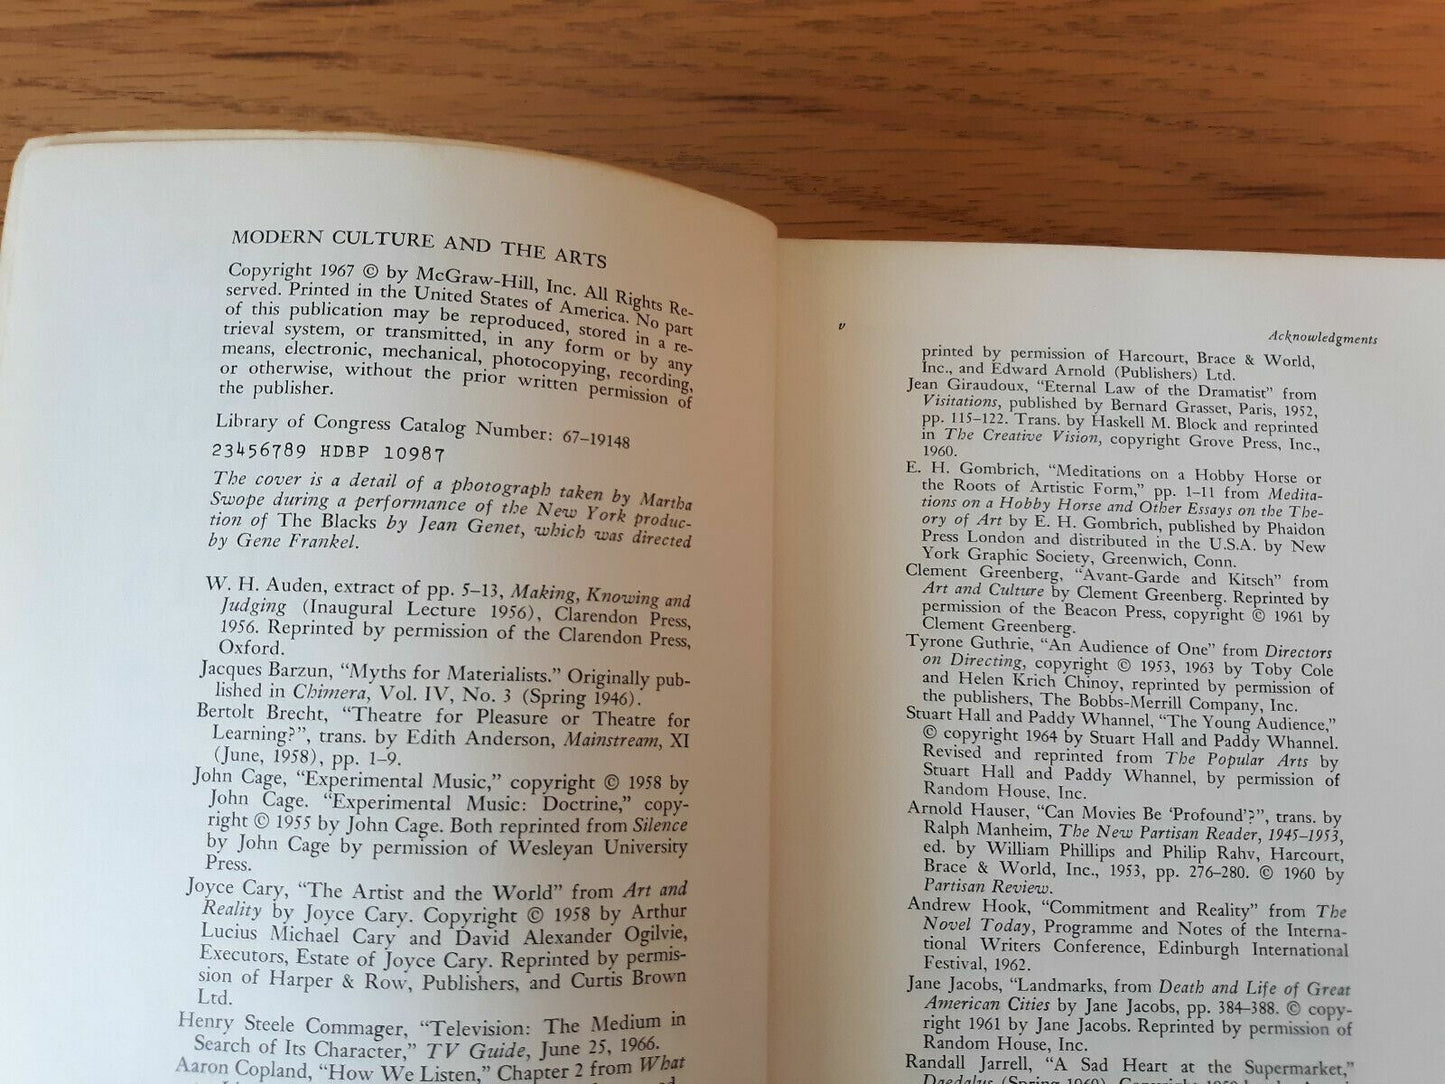 MODERN CULTURE AND THE ARTS
Copyright 1967 © by McGraw-Hill, Inc. All Rights Re-
served. Printed in the United States of America. No part
of this publication may be reproduced, stored in a re-
trieval system, or transmitted, in any form or by any
means, electronic, mechanical, photocopying, recording,
or otherwise, without the prior written permission of
the publisher.
Library of Congress Catalog Number: 67–19148
23456789 HDBP 10987
The cover is a detail of a photograph taken by Martha
Swope during a performance of the New York produc-
tion of The Blacks by Jean Genet, which was directed
by Gene Frankel.
W. H. Auden, extract of pp. 5–13, Making, Knowing and
Judging (Inaugural Lecture 1956), Clarendon Press,
1956. Reprinted by permission of the Clarendon Press,
Oxford.
Jacques Barzun, “Myths for Materialists.” Originally pub-
lished in Chimera, Vol. IV, No. 3 (Spring 1946).
Bertolt Brecht, “Theatre for Pleasure or Theatre for
Learning?”, trans. by Edith Anderson, Mainstream, XI
(June, 1958), pp. 1–9.
John Cage, “Experimental Music,” copyright © 1958 by
John Cage. “Experimental Music: Doctrine,” copy-
right © 1955 by John Cage. Both reprinted from Silence
by John Cage by permission of Wesleyan University
Press.
Joyce Cary, “The Artist and the World” from Art and
Reality by Joyce Cary. Copyright © 1958 by Arthur
Lucius Michael Cary and David Alexander Ogilvie,
Executors, Estate of Joyce Cary. Reprinted by permis-
sion of Harper & Row, Publishers, and Curtis Brown
Ltd.
Henry Steele Commager, “Television: The Medium in
Search of Its Character,” TV Guide, June 25, 1966.
Aaron Copland, “How We Listen,” Chapter 2 from What
v
Acknowledgments
printed by permission of Harcourt, Brace & World,
Inc., and Edward Arnold (Publishers) Ltd.
Jean Giraudoux, “Eternal Law of the Dramatist” from
Visitations, published by Bernard Grasset, Paris, 1952,
pp. 115–122. Trans. by Haskell M. Block and reprinted
in The Creative Vision, copyright Grove Press, Inc.,
1960.
E. H. Gombrich, “Meditations on a Hobby Horse or
the Roots of Artistic Form,” pp. 1–11 from Medita-
tions on a Hobby Horse and Other Essays on the The-
ory of Art by E. H. Gombrich, published by Phaidon
Press London and distributed in the U.S.A. by New
York Graphic Society, Greenwich, Conn.
Clement Greenberg, “Avant-Garde and Kitsch” from
Art and Culture by Clement Greenberg. Reprinted by
permission of the Beacon Press, copyright © 1961 by
Clement Greenberg.
Tyrone Guthrie, “An Audience of One” from Directors
on Directing, copyright © 1953, 1963 by Toby Cole
and Helen Krich Chinoy, reprinted by permission of
the publishers, The Bobbs-Merrill Company, Inc.
Stuart Hall and Paddy Whannel, “The Young Audience,”
© copyright 1964 by Stuart Hall and Paddy Whannel.
Revised and reprinted from The Popular Arts by
Stuart Hall and Paddy Whannel, by permission of
Random House, Inc.
Arnold Hauser, “Can Movies Be ‘Profound’?”, trans. by
Ralph Manheim, The New Partisan Reader, 1945–1953,
ed. by William Phillips and Philip Rahv, Harcourt,
Brace & World, Inc., 1953, pp. 276–280. © 1960 by
Partisan Review.
Andrew Hook, “Commitment and Reality” from The
Novel Today, Programme and Notes of the Interna-
tional Writers Conference, Edinburgh International
Festival, 1962.
Jane Jacobs, “Landmarks, from Death and Life of Great
American Cities by Jane Jacobs, pp. 384–388. © copy-
right 1961 by Jane Jacobs. Reprinted by permission of
Random House, Inc.
Randall Jarrell, “A Sad Heart at the Supermarket,”
Daedalus (Spring 1960). Copyright